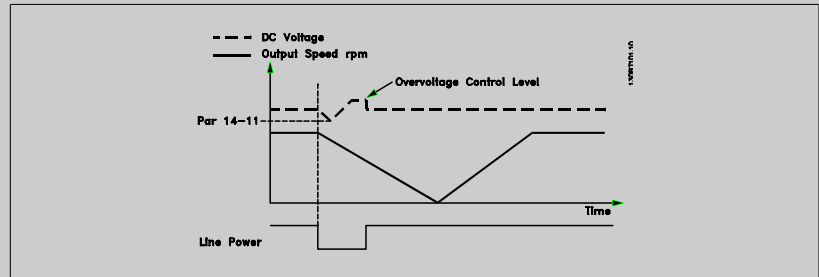 DC Voltage
Output Speed rpm
Overvoltage Control Level
Par 14-11
Time
Line Power